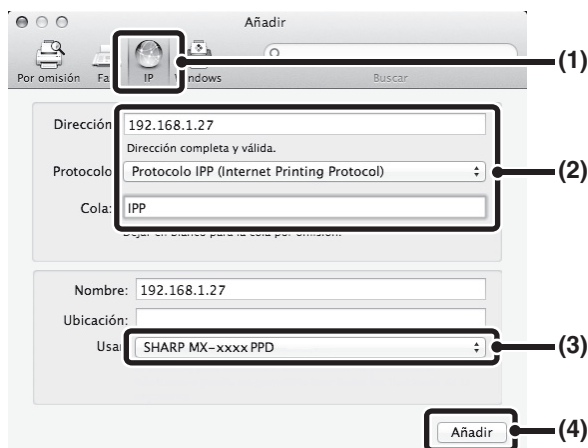 Añadir
(1)
Por omisión Fax IP Windows Buscar
Dirección 192.168.1.27
Dirección completa y válida.
Protocolo Protocolo IPP (Internet Printing Protocol)
(2)
Cola: IPP
Dejar en blanco para la cola por omisión.
Nombre: 192.168.1.27
Ubicación:
Usar SHARP MX-xxxx PPD
(3)
Añadir
(4)